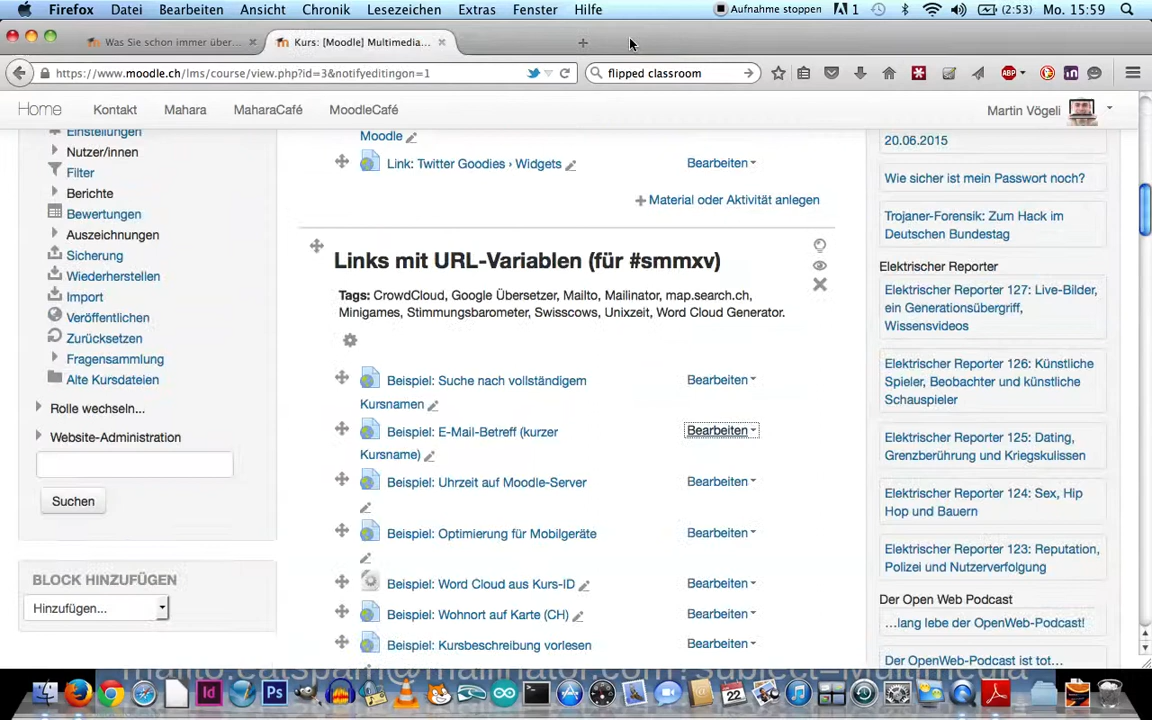 Firefox Datei Bearbeiten Ansicht Chronik Lesezeichen Extras Fenster Hilfe Aufnahme stoppen 1 (2:53) Mo. 15:59
Was Sie schon immer über... Kurs: [Moodle] Multimedia...
https://www.moodle.ch/lms/course/view.php?id=3&notifyeditingon=1 flipped classroom
Home Kontakt Mahara MaharaCafé MoodleCafé Martin Vögeli
Einstellungen
Nutzer/innen
Filter
Berichte
Bewertungen
Auszeichnungen
Sicherung
Wiederherstellen
Import
Veröffentlichen
Zurücksetzen
Fragensammlung
Alte Kursdateien
Rolle wechseln...
Website-Administration
Suchen
BLOCK HINZUFÜGEN
Hinzufügen...
Moodle
Link: Twitter Goodies › Widgets Bearbeiten
Material oder Aktivität anlegen
Links mit URL-Variablen (für #smmxv)
Tags: CrowdCloud, Google Übersetzer, Mailto, Mailinator, map.search.ch,
Minigames, Stimmungsbarometer, Swisscows, Unixzeit, Word Cloud Generator.
Beispiel: Suche nach vollständigem Bearbeiten
Kursnamen
Beispiel: E-Mail-Betreff (kurzer Bearbeiten
Kursname)
Beispiel: Uhrzeit auf Moodle-Server Bearbeiten
Beispiel: Optimierung für Mobilgeräte Bearbeiten
Beispiel: Word Cloud aus Kurs-ID Bearbeiten
Beispiel: Wohnort auf Karte (CH) Bearbeiten
Beispiel: Kursbeschreibung vorlesen Bearbeiten
20.06.2015
Wie sicher ist mein Passwort noch?
Trojaner-Forensik: Zum Hack im
Deutschen Bundestag
Elektrischer Reporter
Elektrischer Reporter 127: Live-Bilder,
ein Generationsübergriff,
Wissensvideos
Elektrischer Reporter 126: Künstliche
Spieler, Beobachter und künstliche
Schauspieler
Elektrischer Reporter 125: Dating,
Grenzberührung und Kriegskulissen
Elektrischer Reporter 124: Sex, Hip
Hop und Bauern
Elektrischer Reporter 123: Reputation,
Polizei und Nutzerverfolgung
Der Open Web Podcast
...lang lebe der OpenWeb-Podcast!
Der OpenWeb-Podcast ist tot...